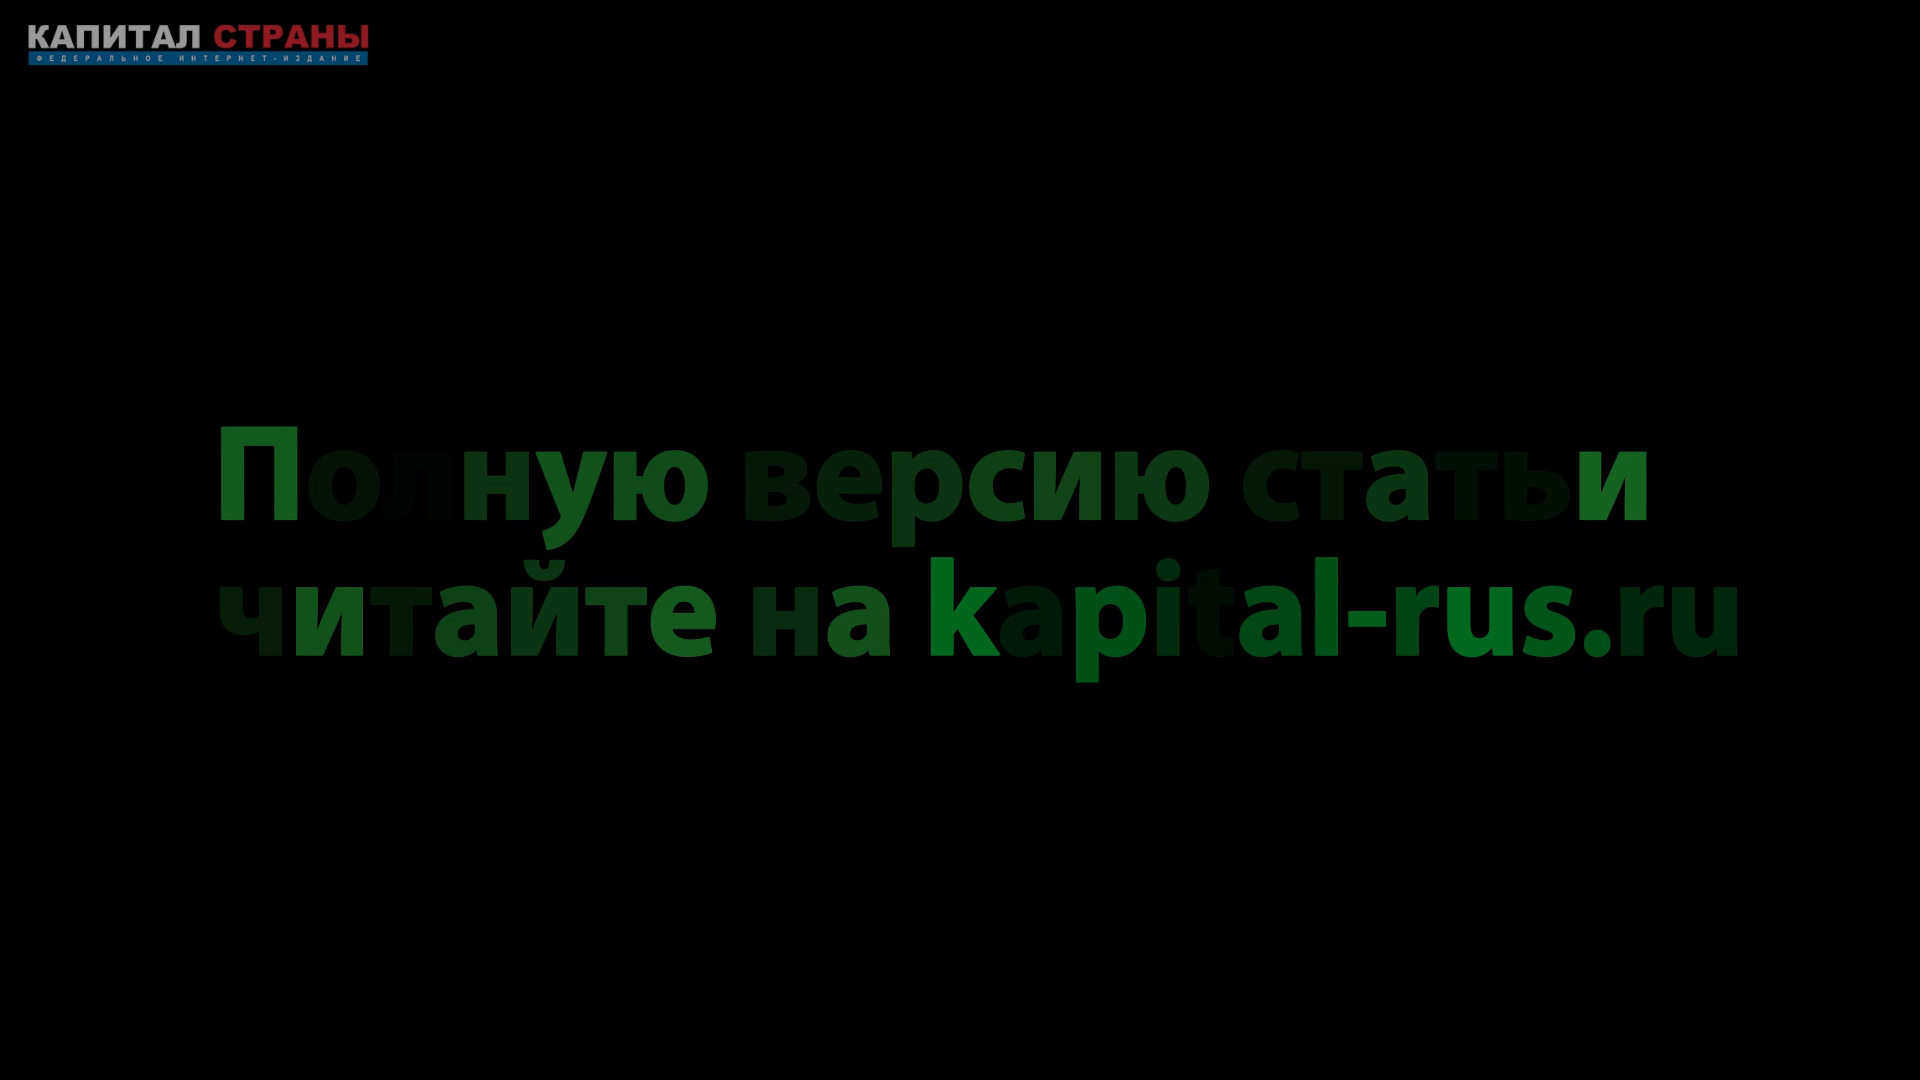 КАПИТАЛ СТРАНЫ
ФЕДЕРАЛЬНОЕ ИНТЕРНЕТ-ИЗДАНИЕ
Полную версию статьи
читайте на kapital-rus.ru